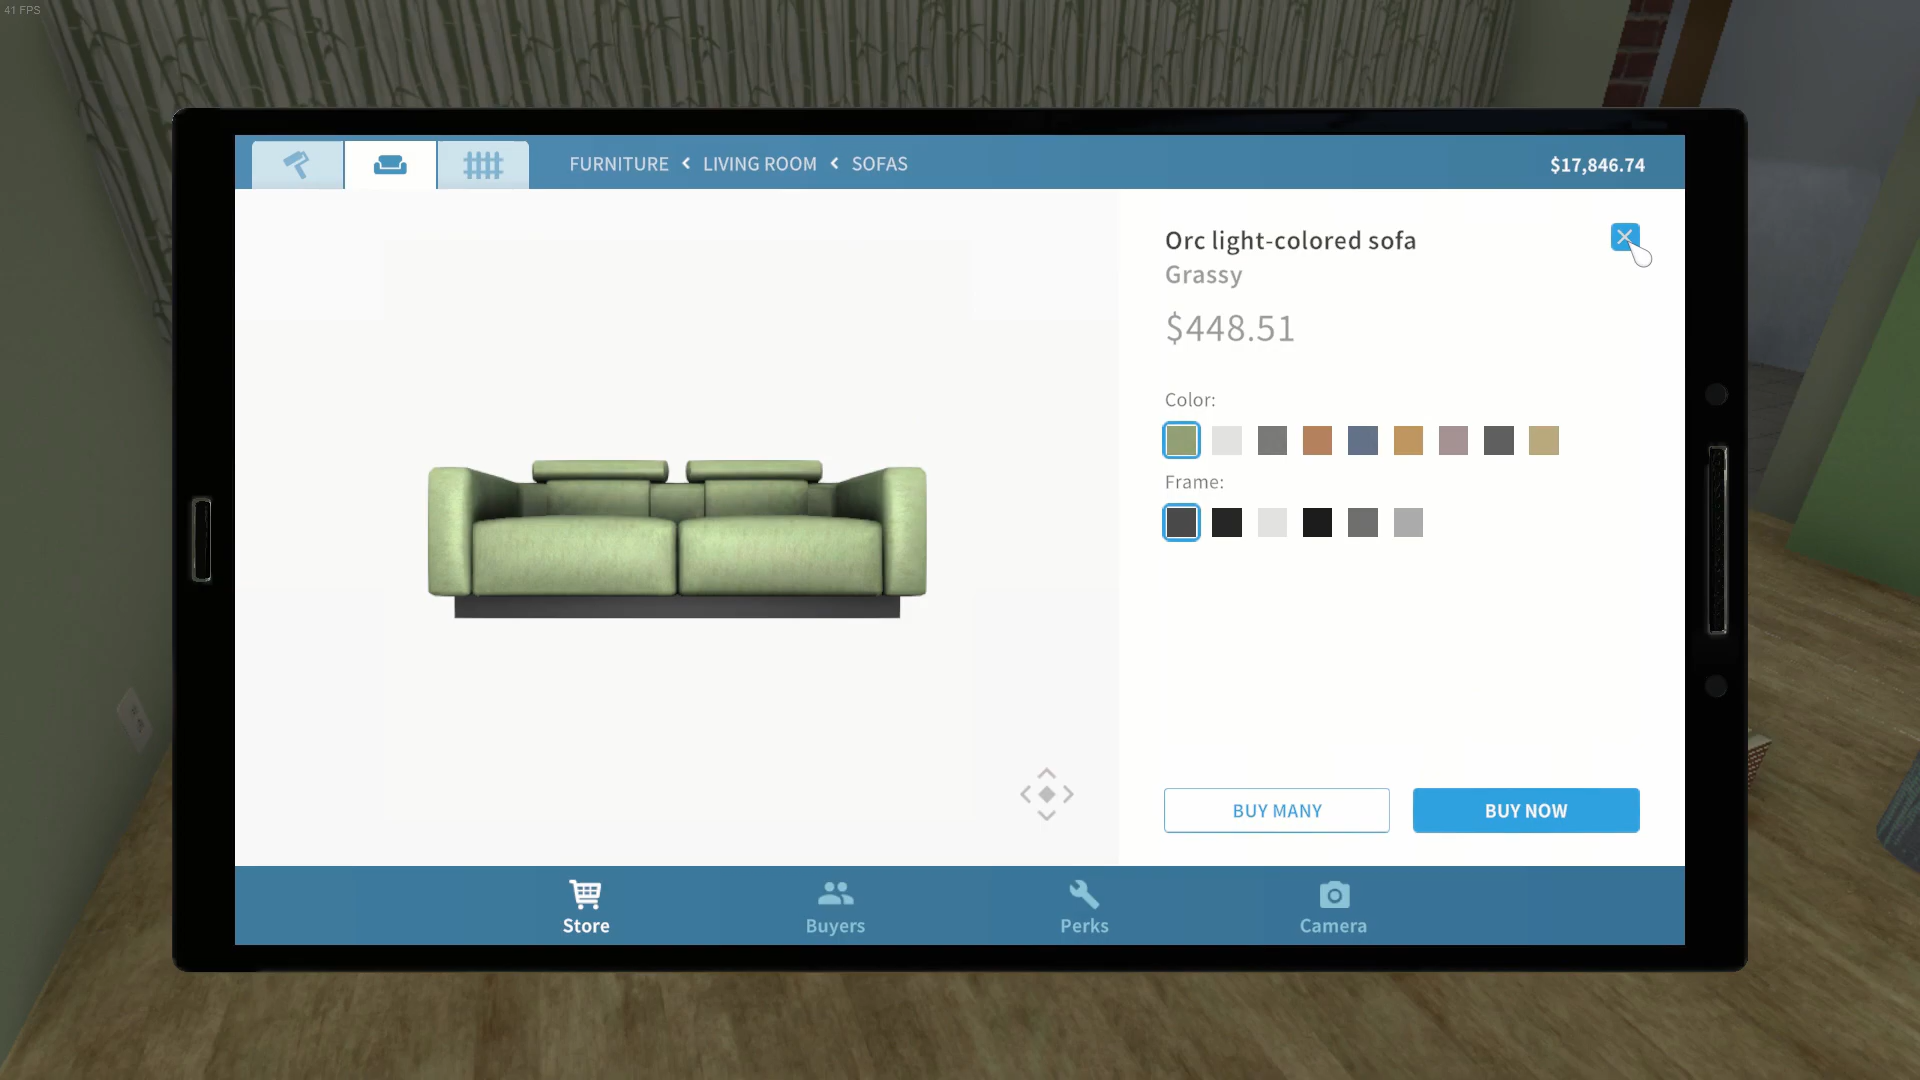 41 FPS
FURNITURE < LIVING ROOM < SOFAS
$17,846.74
Orc light-colored sofa
Grassy
$448.51
Color:
Frame:
BUY MANY
BUY NOW
Store
Buyers
Perks
Camera